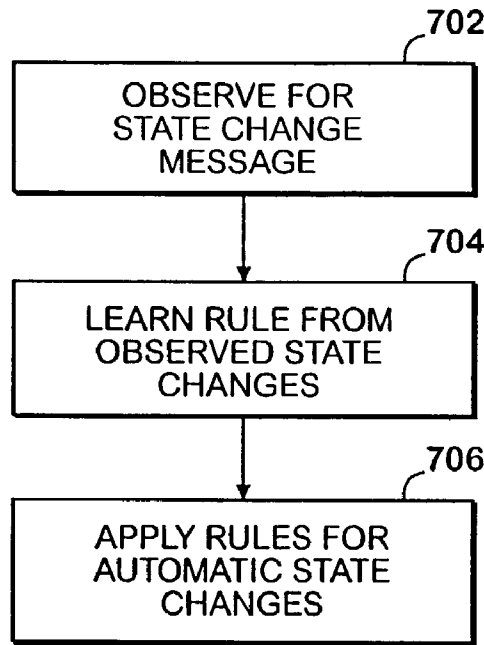 702
OBSERVE FOR
STATE CHANGE
MESSAGE
704
LEARN RULE FROM
OBSERVED STATE
CHANGES
706
APPLY RULES FOR
AUTOMATIC STATE
CHANGES